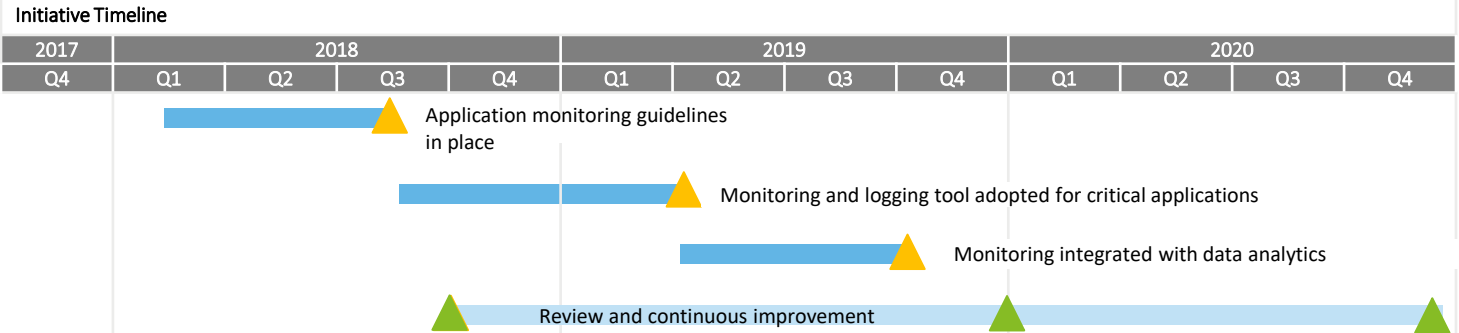 Initiative Timeline
2017 2018 2019 2020
Q4 Q1 Q2 Q3 Q4 Q1 Q2 Q3 Q4 Q1 Q2 Q3 Q4
Application monitoring guidelines
in place
Monitoring and logging tool adopted for critical applications
Monitoring integrated with data analytics
Review and continuous improvement